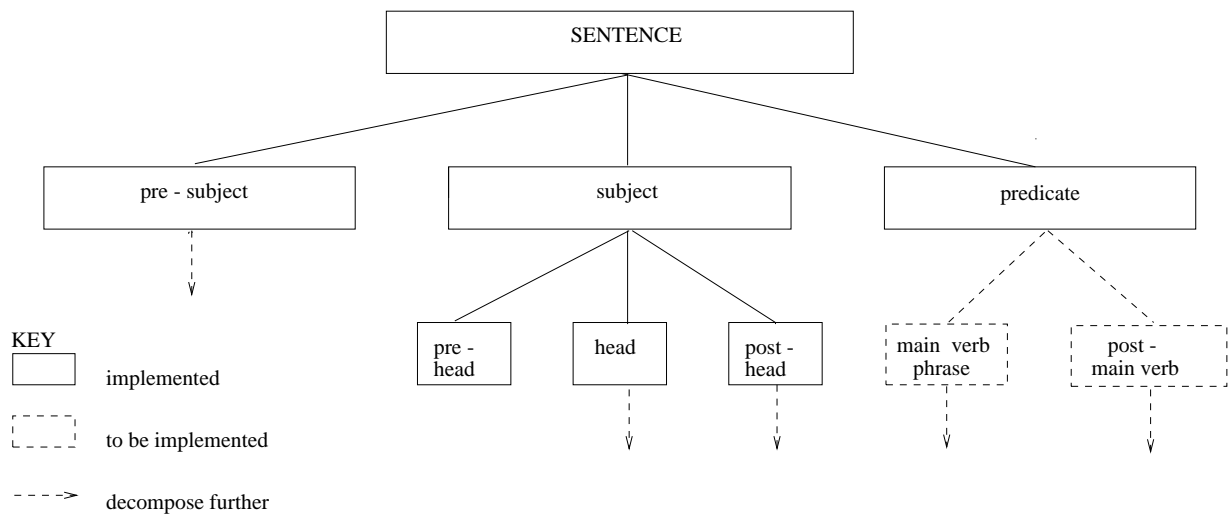 SENTENCE
pre - subject
subject
predicate
pre -
head
head
post -
head
main verb
phrase
post -
main verb
KEY
implemented
to be implemented
decompose further